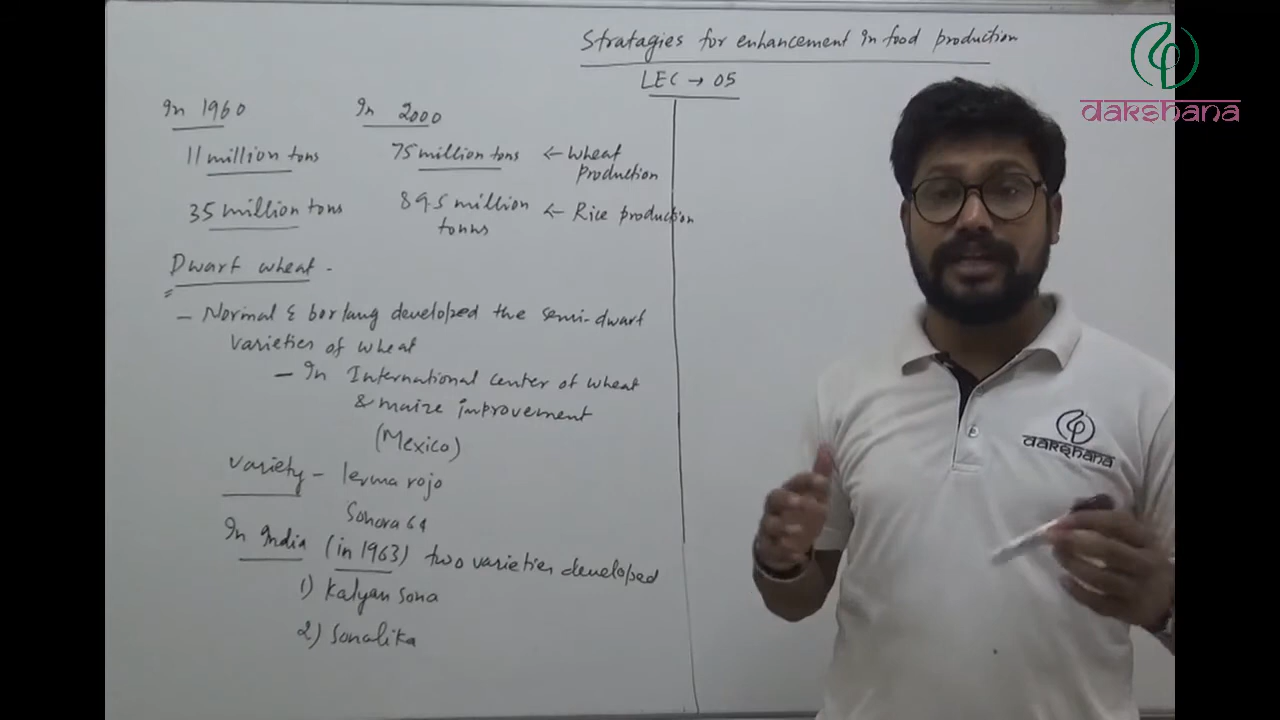 Stratagies for enhancement in food production
LEC → 05
dakshana
In 1960
In 2000
11 million tons
75 million tons ← Wheat
Production
35 million tons
89.5 million ← Rice production
tonns
Dwarf wheat -
- Normal E borlaug developed the semi-dwarf
varieties of wheat
- In International center of wheat
& maize improvement
(Mexico)
Variety - lerma rojo
Sonora 64
In India (in 1963) two varieties developed
1) Kalyan Sona
2) Sonalika
dakshana